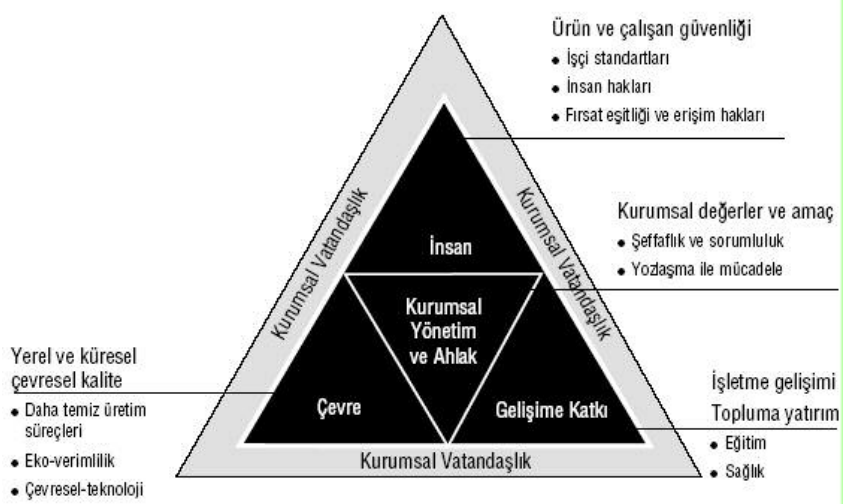 Ürün ve çalışan güvenliği
• İşçi standartları
• İnsan hakları
• Fırsat eşitliği ve erişim hakları
Kurumsal Vatandaşlık
Kurumsal Vatandaşlık
İnsan
Kurumsal değerler ve amaç
• Şeffaflık ve sorumluluk
• Yozlaşma ile mücadele
Kurumsal
Yönetim
ve Ahlak
Yerel ve küresel
çevresel kalite
• Daha temiz üretim
süreçleri
• Eko-verimlilik
• Çevresel-teknoloji
Çevre
Gelişime Katkı
Kurumsal Vatandaşlık
İşletme gelişimi
Topluma yatırım
• Eğitim
• Sağlık